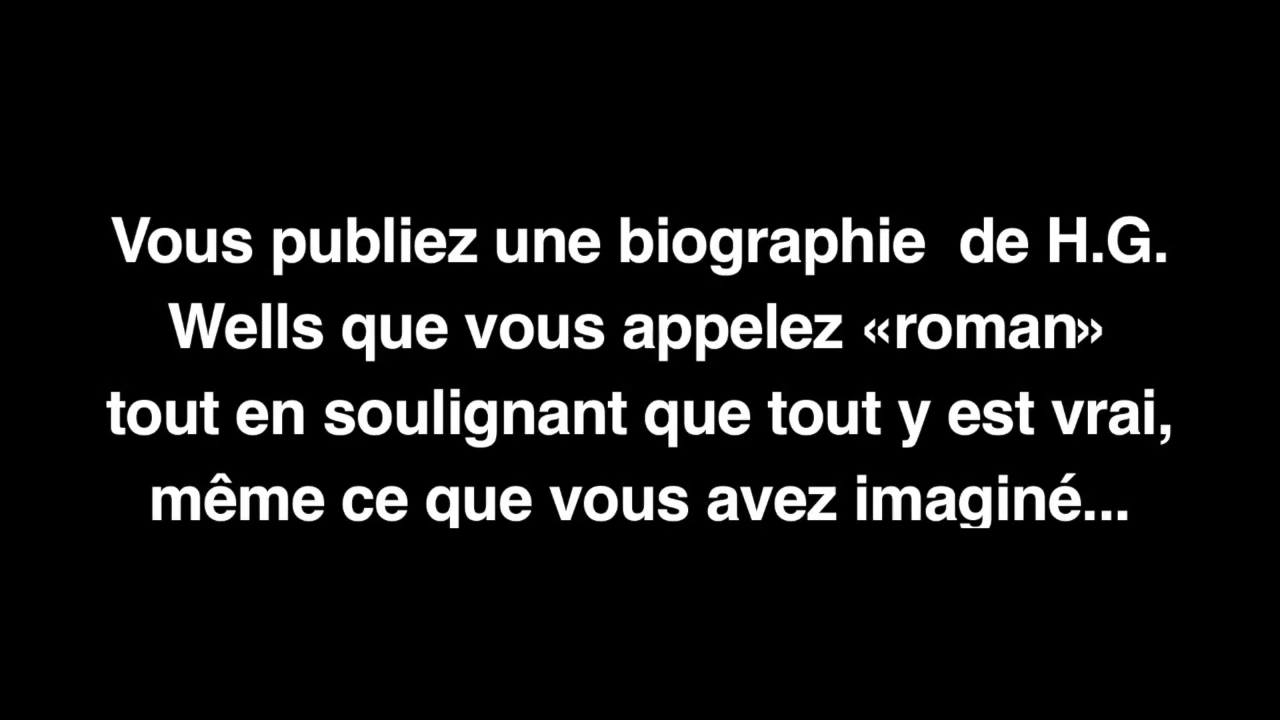 Vous publiez une biographie  de H.G.
Wells que vous appelez «roman»
tout en soulignant que tout y est vrai,
même ce que vous avez imaginé...